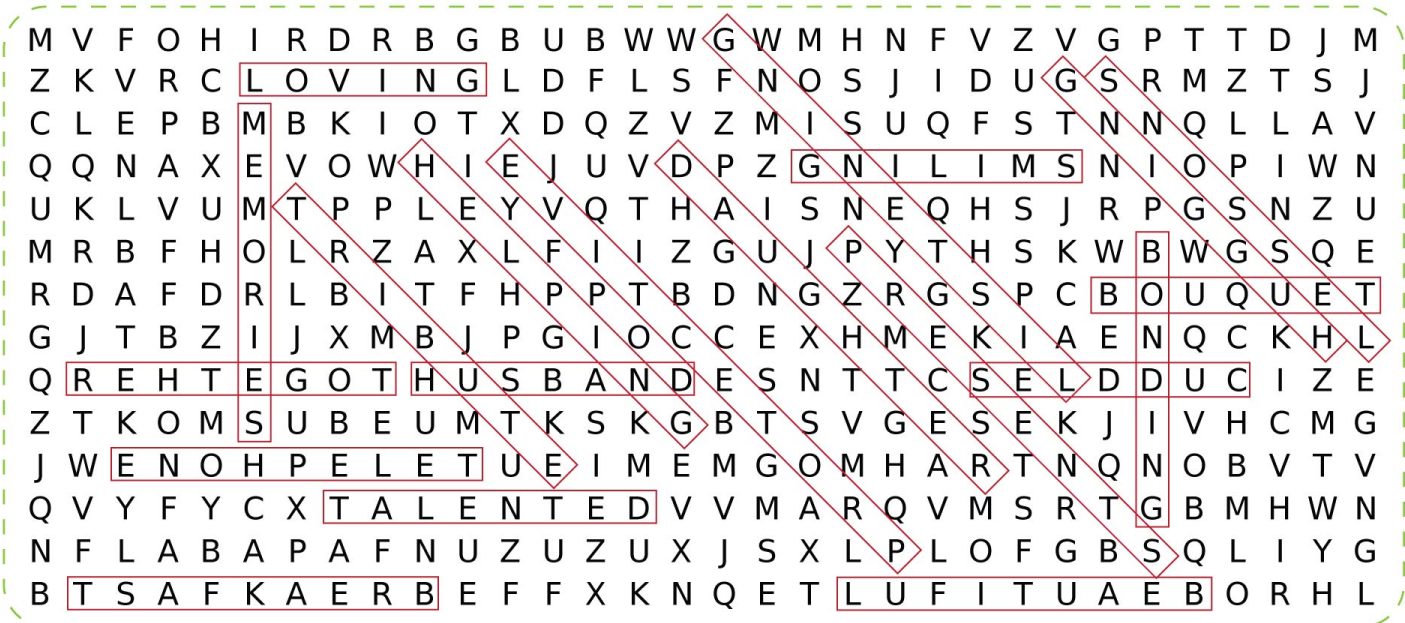 M V F O H I R D R B G B U B W W G W M H N F V Z V G P T T D J M
Z K V R C L O V I N G L D F L S F N O S J I D U G S R M Z T S J
C L E P B M B K I O T X D Q Z V Z M I S U Q F S T N N Q L L A V
Q Q N A X E V O W H I E J U V D P Z G N I L I M S N I O P I W N
U K L V U M T P P L E Y V Q T H A I S N E Q H S J R P G S N Z U
M R B F H O L R Z A X L F I I Z G U J P Y T H S K W B W G S Q E
R D A F D R L B I T F H P P T B D N G Z R G S P C B O U Q U E T
G J T B Z I J X M B J P G I O C C E X H M E K I A E N Q C K H L
Q R E H T E G O T H U S B A N D E S N T T C S E L D D U C I Z E
Z T K O M S U B E U M T K S K G B T S V G E S E K J I V H C M G
J W E N O H P E L E T U E I M E M G O M H A R T N Q N O B V T V
Q V Y F Y C X T A L E N T E D V V M A R Q V M S R T G B M H W N
N F L A B A P A F N U Z U Z U X J S X L P L O F G B S Q L I Y G
B T S A F K A E R B E F F X K N Q E T L U F I T U A E B O R H L